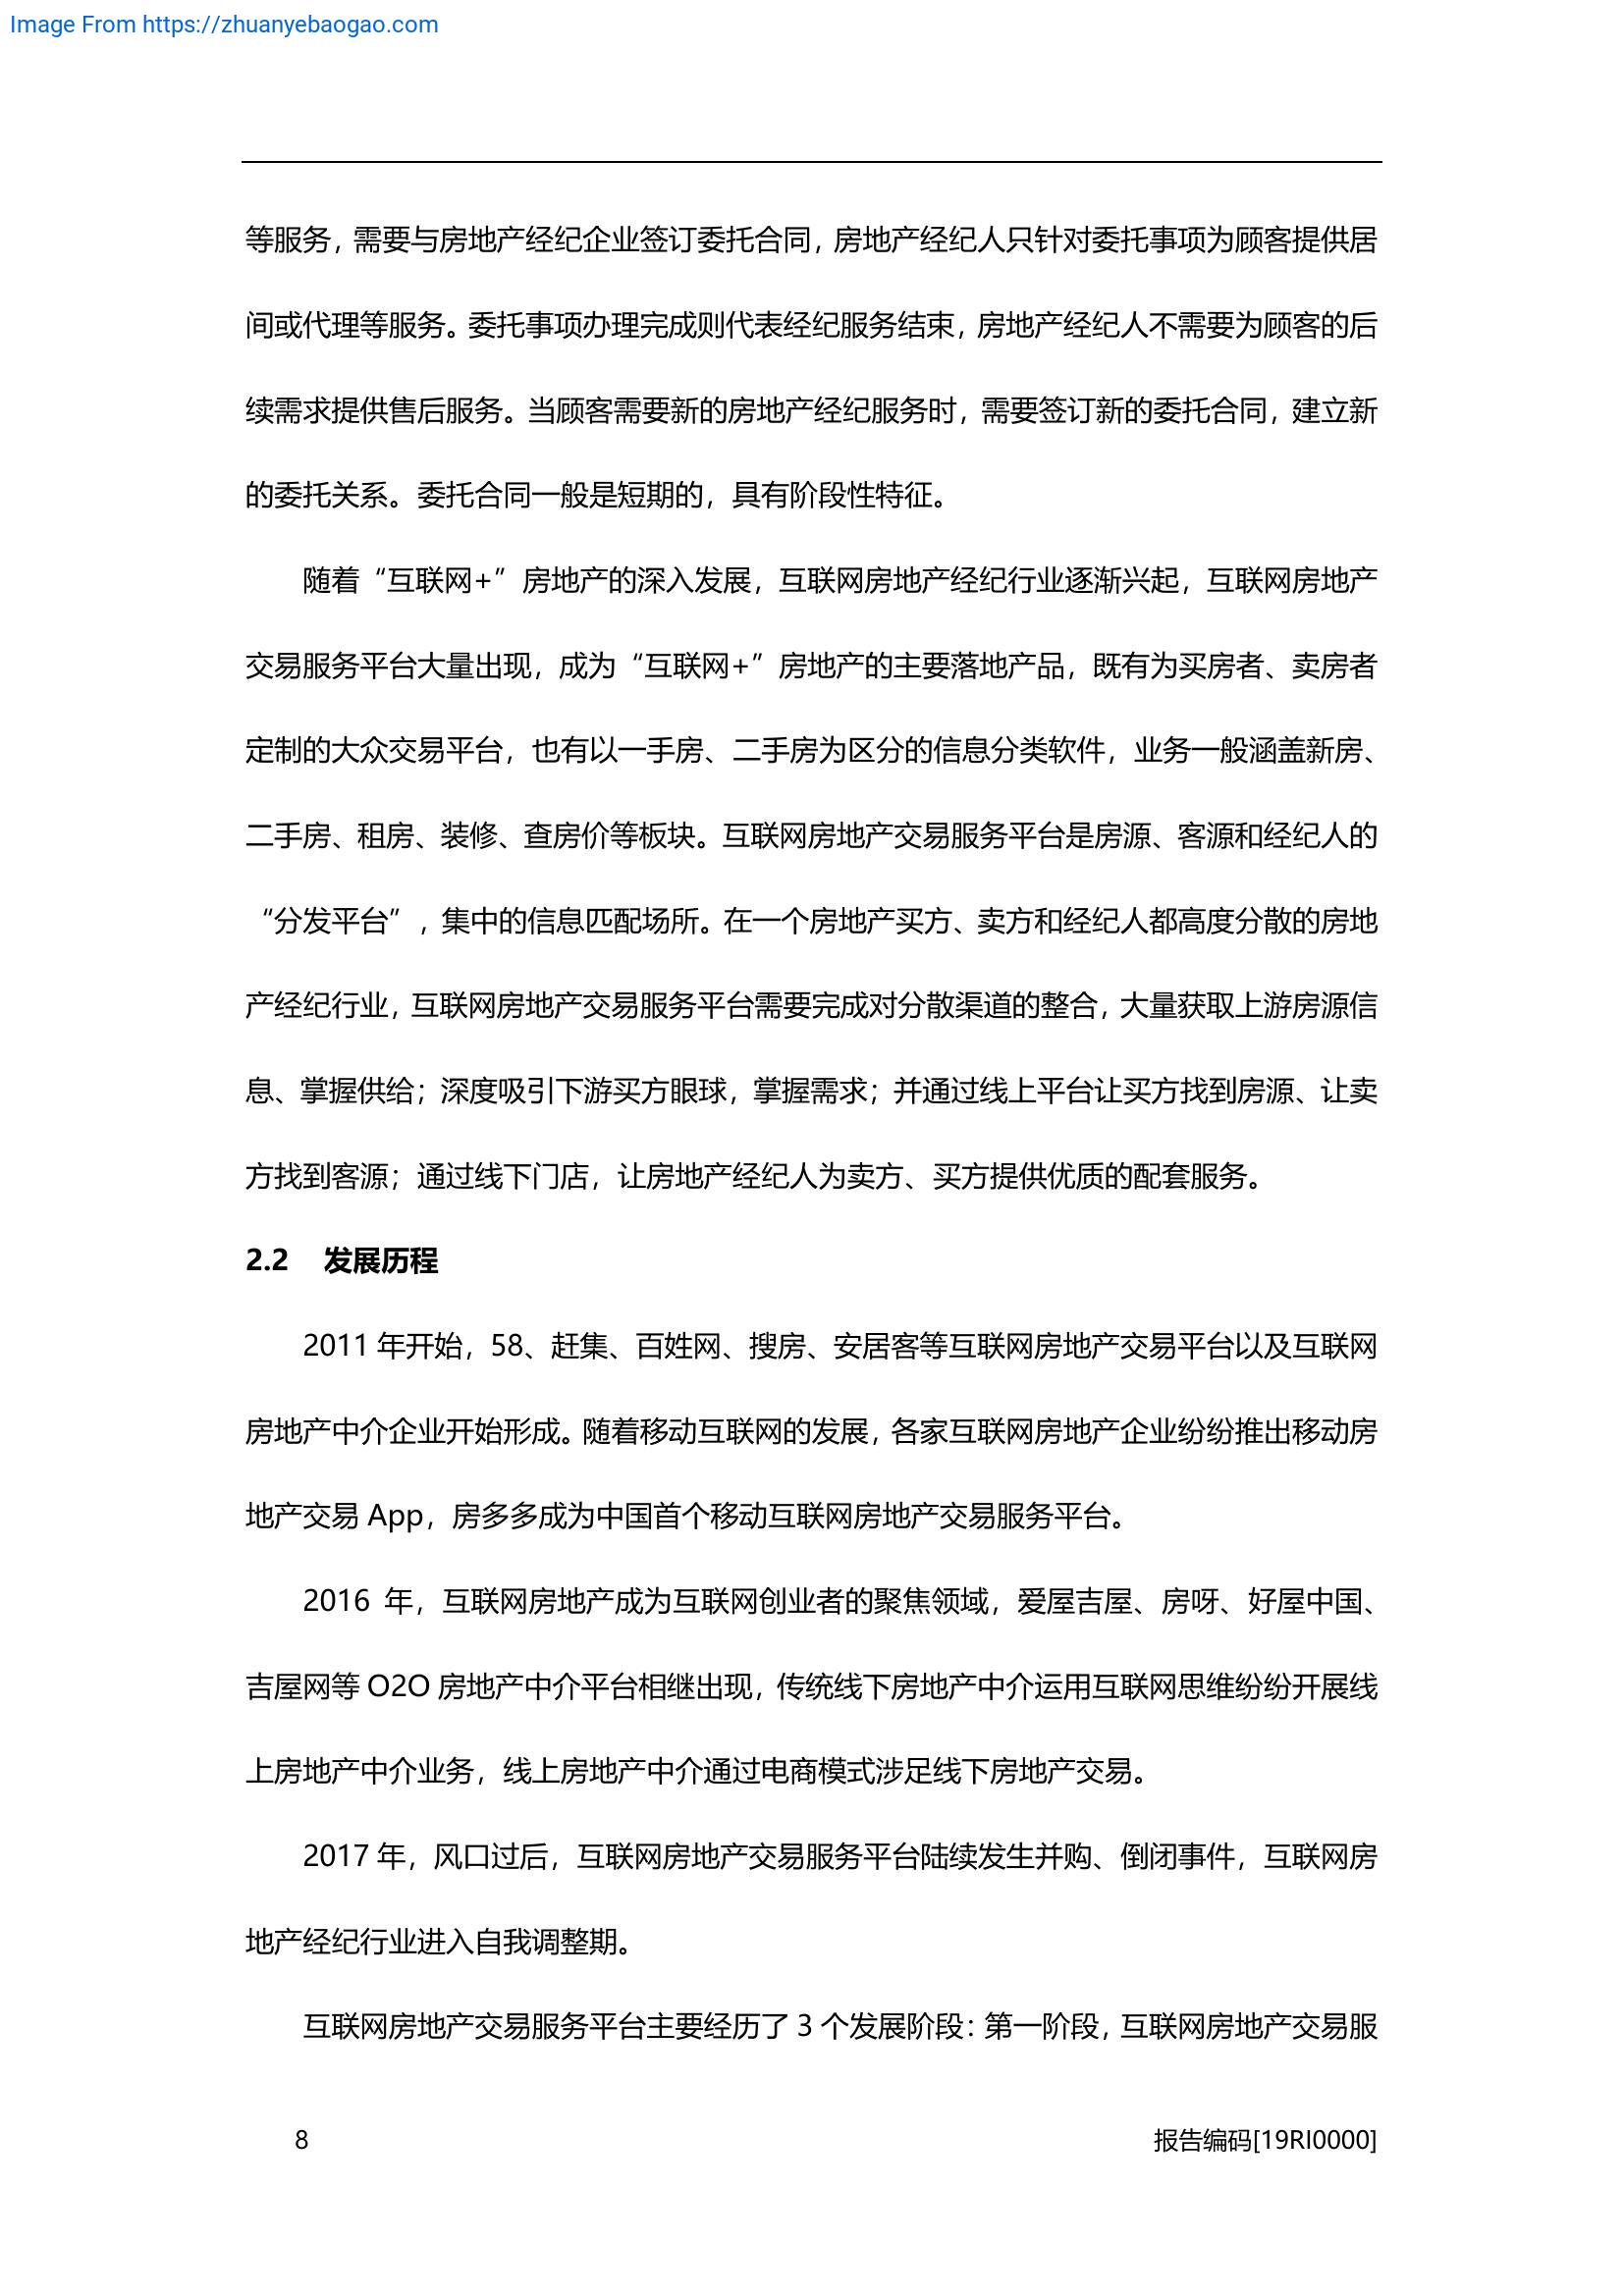 Image From https://zhuanyebaogao.com
等服务，需要与房地产经纪企业签订委托合同，房地产经纪人只针对委托事项为顾客提供居
间或代理等服务。委托事项办理完成则代表经纪服务结束，房地产经纪人不需要为顾客的后
续需求提供售后服务。当顾客需要新的房地产经纪服务时，需要签订新的委托合同，建立新
的委托关系。委托合同一般是短期的，具有阶段性特征。
随着“互联网+”房地产的深入发展，互联网房地产经纪行业逐渐兴起，互联网房地产
交易服务平台大量出现，成为“互联网+”房地产的主要落地产品，既有为买房者、卖房者
定制的大众交易平台，也有以一手房、二手房为区分的信息分类软件，业务一般涵盖新房、
二手房、租房、装修、查房价等板块。互联网房地产交易服务平台是房源、客源和经纪人的
“分发平台”，集中的信息匹配场所。在一个房地产买方、卖方和经纪人都高度分散的房地
产经纪行业，互联网房地产交易服务平台需要完成对分散渠道的整合，大量获取上游房源信
息、掌握供给；深度吸引下游买方眼球，掌握需求；并通过线上平台让买方找到房源、让卖
方找到客源；通过线下门店，让房地产经纪人为卖方、买方提供优质的配套服务。
2.2 发展历程
2011 年开始，58、赶集、百姓网、搜房、安居客等互联网房地产交易平台以及互联网
房地产中介企业开始形成。随着移动互联网的发展，各家互联网房地产企业纷纷推出移动房
地产交易 App，房多多成为中国首个移动互联网房地产交易服务平台。
2016 年，互联网房地产成为互联网创业者的聚焦领域，爱屋吉屋、房呀、好屋中国、
吉屋网等 O2O 房地产中介平台相继出现，传统线下房地产中介运用互联网思维纷纷开展线
上房地产中介业务，线上房地产中介通过电商模式涉足线下房地产交易。
2017 年，风口过后，互联网房地产交易服务平台陆续发生并购、倒闭事件，互联网房
地产经纪行业进入自我调整期。
互联网房地产交易服务平台主要经历了 3 个发展阶段：第一阶段，互联网房地产交易服
8 报告编码[19RI0000]